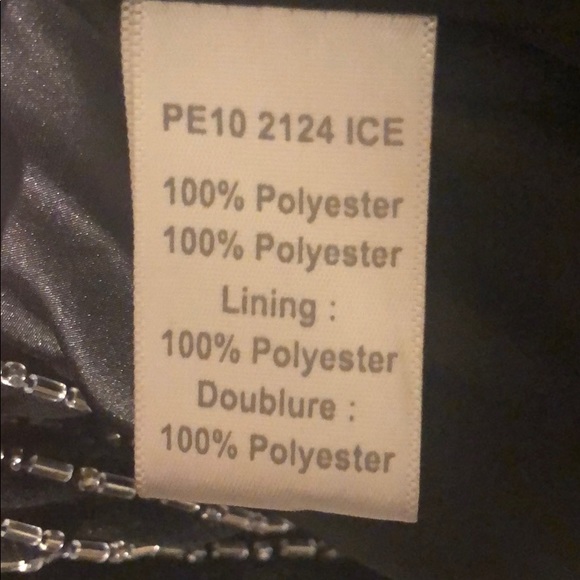 PE10 2124 ICE
100% Polyester
100% Polyester
Lining :
100% Polyester
Doublure :
100% Polyester